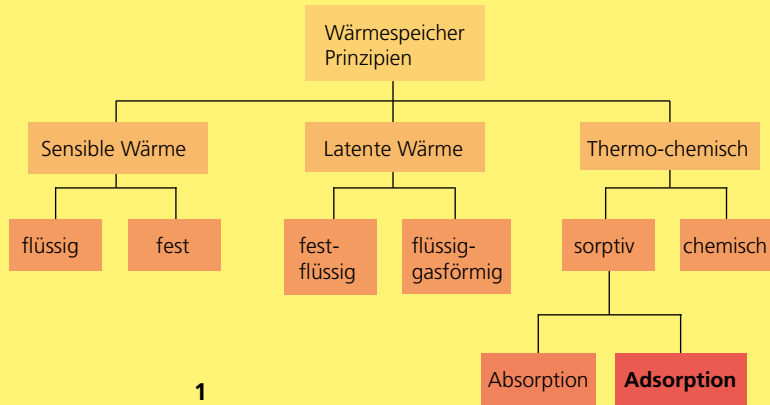 Wärmespeicher
Prinzipien
Sensible Wärme
Latente Wärme
Thermo-chemisch
flüssig
fest
fest-
flüssig
flüssig-
gasförmig
sorptiv
chemisch
Absorption
Adsorption
1